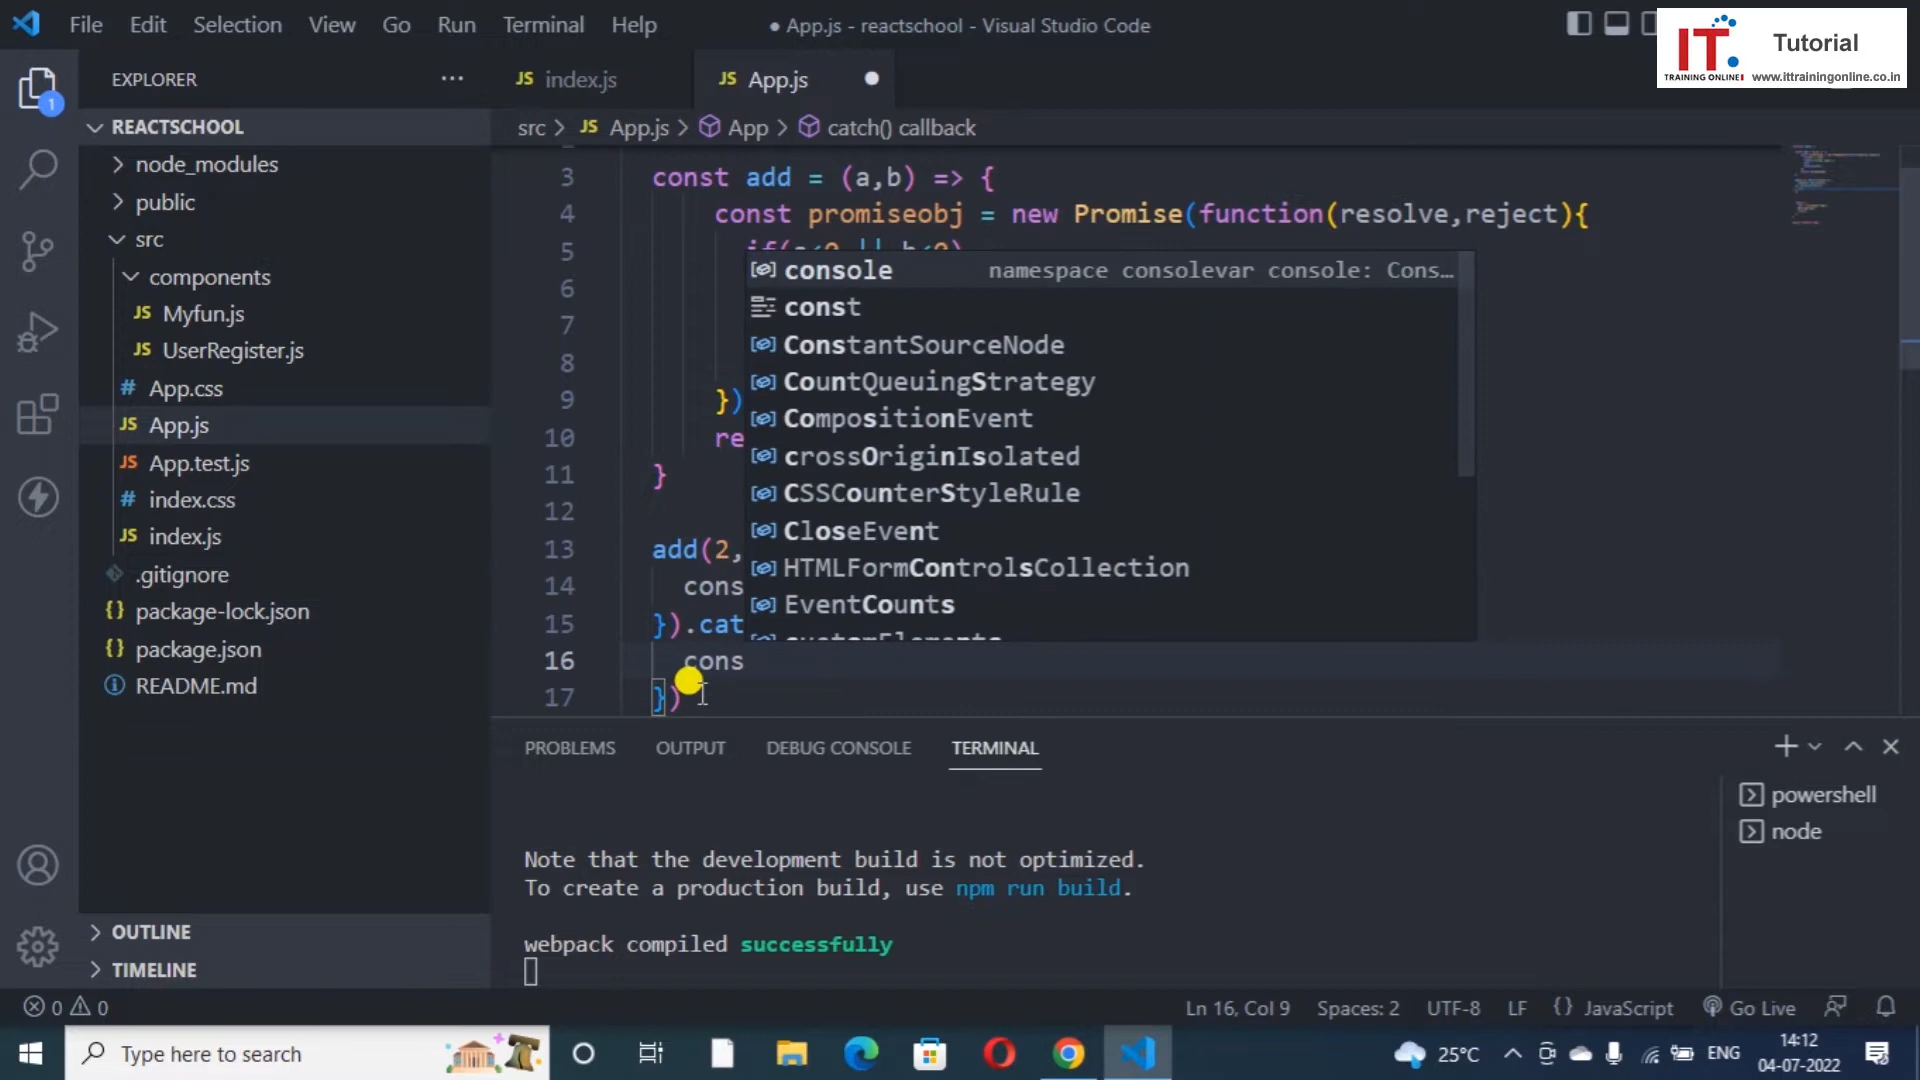 File Edit Selection View Go Run Terminal Help
● App.js - reactschool - Visual Studio Code
IT.
TRAINING ONLINE
Tutorial
www.ittrainingonline.co.in
1
EXPLORER ...
REACTSCHOOL
node_modules
public
src
components
JS Myfun.js
JS UserRegister.js
# App.css
JS App.js
JS App.test.js
# index.css
JS index.js
.gitignore
{} package-lock.json
{} package.json
README.md
OUTLINE
TIMELINE
JS index.js
JS App.js
src > JS App.js > App > catch() callback
3 const add = (a,b) => {
4 const promiseobj = new Promise(function(resolve,reject){
5 if(a<0 || b<0)
6
7
8
9 })
10 re
11 }
12
13 add(2,
14 cons
15 }).cat
16 cons
17 })
console namespace consolevar console: Cons…
const
ConstantSourceNode
CountQueuingStrategy
CompositionEvent
crossOriginIsolated
CSSCounterStyleRule
CloseEvent
HTMLFormControlsCollection
EventCounts
customElements
PROBLEMS OUTPUT DEBUG CONSOLE TERMINAL
Note that the development build is not optimized.
To create a production build, use npm run build.
webpack compiled successfully
powershell
node
0 0
Ln 16, Col 9 Spaces: 2 UTF-8 LF {} JavaScript Go Live
Type here to search
25°C
ENG
14:12
04-07-2022